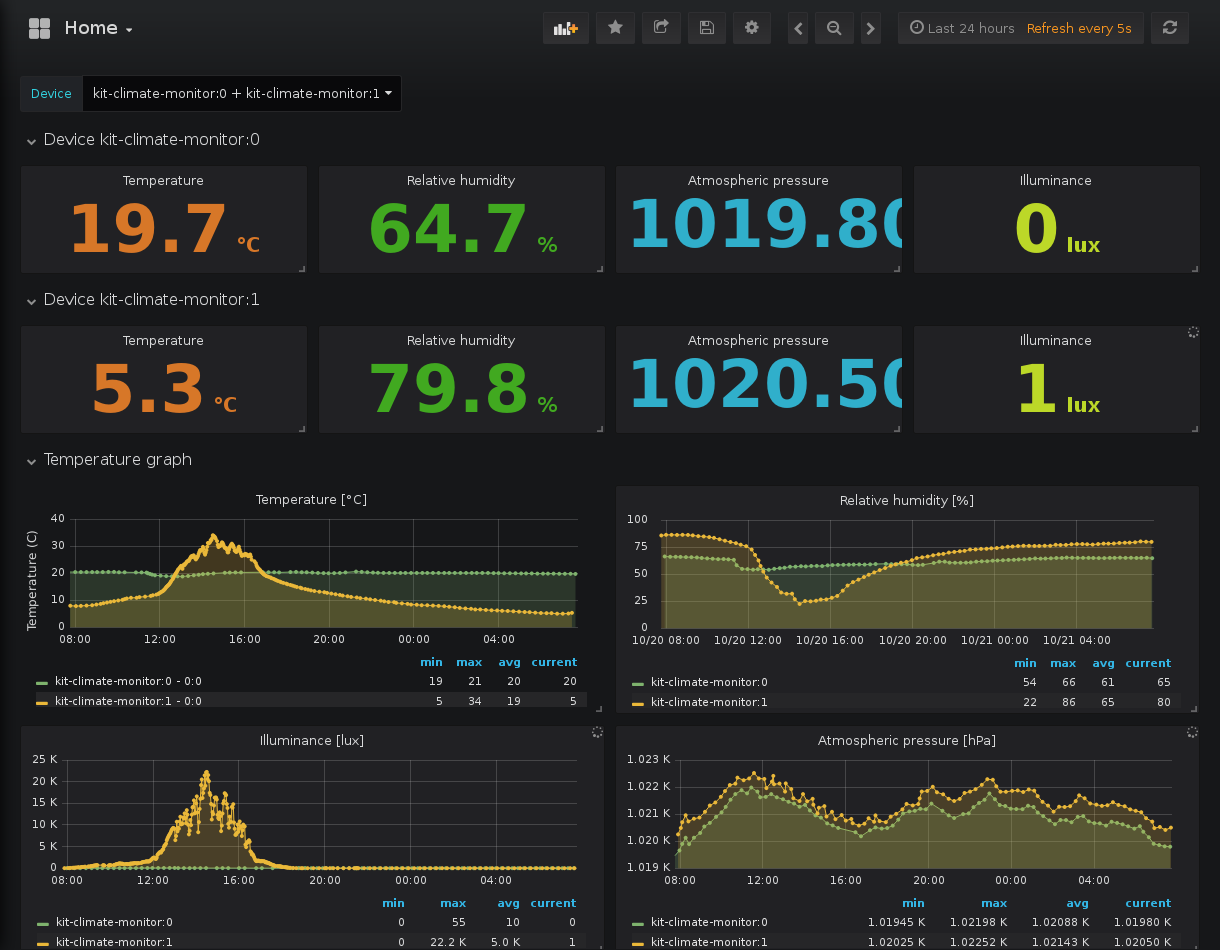 Home
Last 24 hours Refresh every 5s
Device kit-climate-monitor:0 + kit-climate-monitor:1
Device kit-climate-monitor:0
Temperature Relative humidity Atmospheric pressure Illuminance
19.7 °C 64.7 % 1019.80 0 lux
Device kit-climate-monitor:1
Temperature Relative humidity Atmospheric pressure Illuminance
5.3 °C 79.8 % 1020.50 1 lux
Temperature graph
Temperature [°C]
Temperature (C)
40
30
20
10
0
08:00 12:00 16:00 20:00 00:00 04:00
min max avg current
kit-climate-monitor:0 - 0:0 19 21 20 20
kit-climate-monitor:1 - 0:0 5 34 19 5
Relative humidity [%]
100
75
50
25
0
10/20 08:00 10/20 12:00 10/20 16:00 10/20 20:00 10/21 00:00 10/21 04:00
min max avg current
kit-climate-monitor:0 54 66 61 65
kit-climate-monitor:1 22 86 65 80
Illuminance [lux]
25 K
20 K
15 K
10 K
5 K
0
08:00 12:00 16:00 20:00 00:00 04:00
min max avg current
kit-climate-monitor:0 0 55 10 0
kit-climate-monitor:1 0 22.2 K 5.0 K 1
Atmospheric pressure [hPa]
1.023 K
1.022 K
1.021 K
1.020 K
1.019 K
08:00 12:00 16:00 20:00 00:00 04:00
min max avg current
kit-climate-monitor:0 1.01945 K 1.02198 K 1.02088 K 1.01980 K
kit-climate-monitor:1 1.02025 K 1.02252 K 1.02143 K 1.02050 K